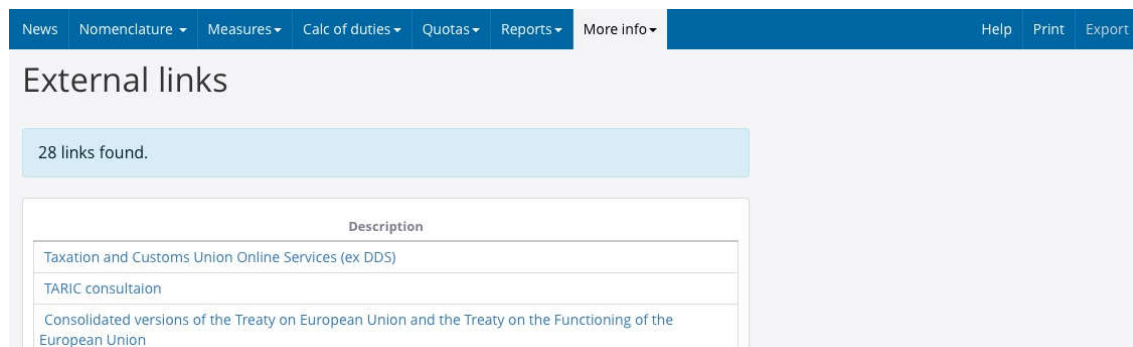 News Nomenclature Measures Calc of duties Quotas Reports More info Help Print Export
External links
28 links found.
Description
Taxation and Customs Union Online Services (ex DDS)
TARIC consultaion
Consolidated versions of the Treaty on European Union and the Treaty on the Functioning of the
European Union